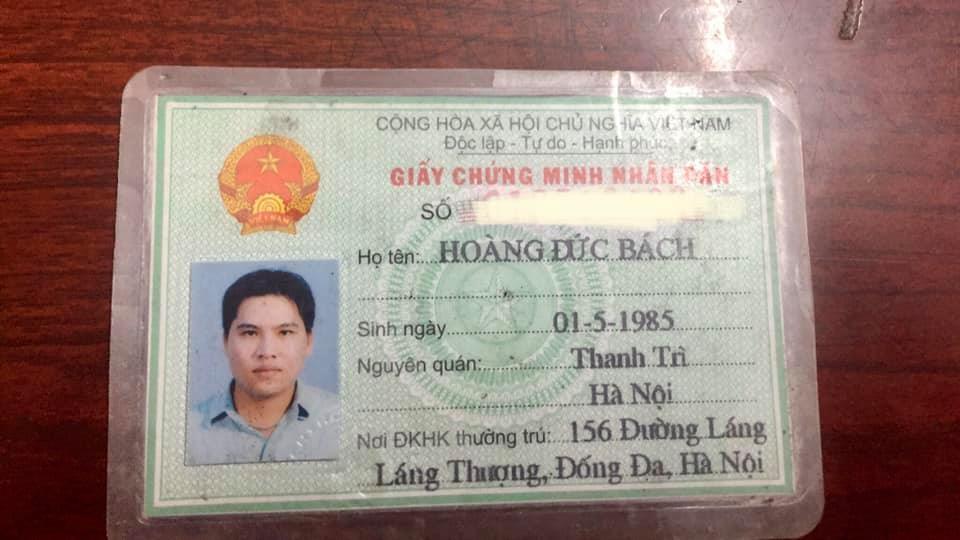 CỘNG HÒA XÃ HỘI CHỦ NGHĨA VIỆT NAM
Độc lập - Tự do - Hạnh phúc
GIẤY CHỨNG MINH NHÂN DÂN
SỐ
Họ tên: HOÀNG ĐỨC BÁCH
Sinh ngày 01-5-1985
Nguyên quán: Thanh Trì
Hà Nội
Nơi ĐKHK thường trú: 156 Đường Láng
Láng Thượng, Đống Đa, Hà Nội
VIỆT NAM